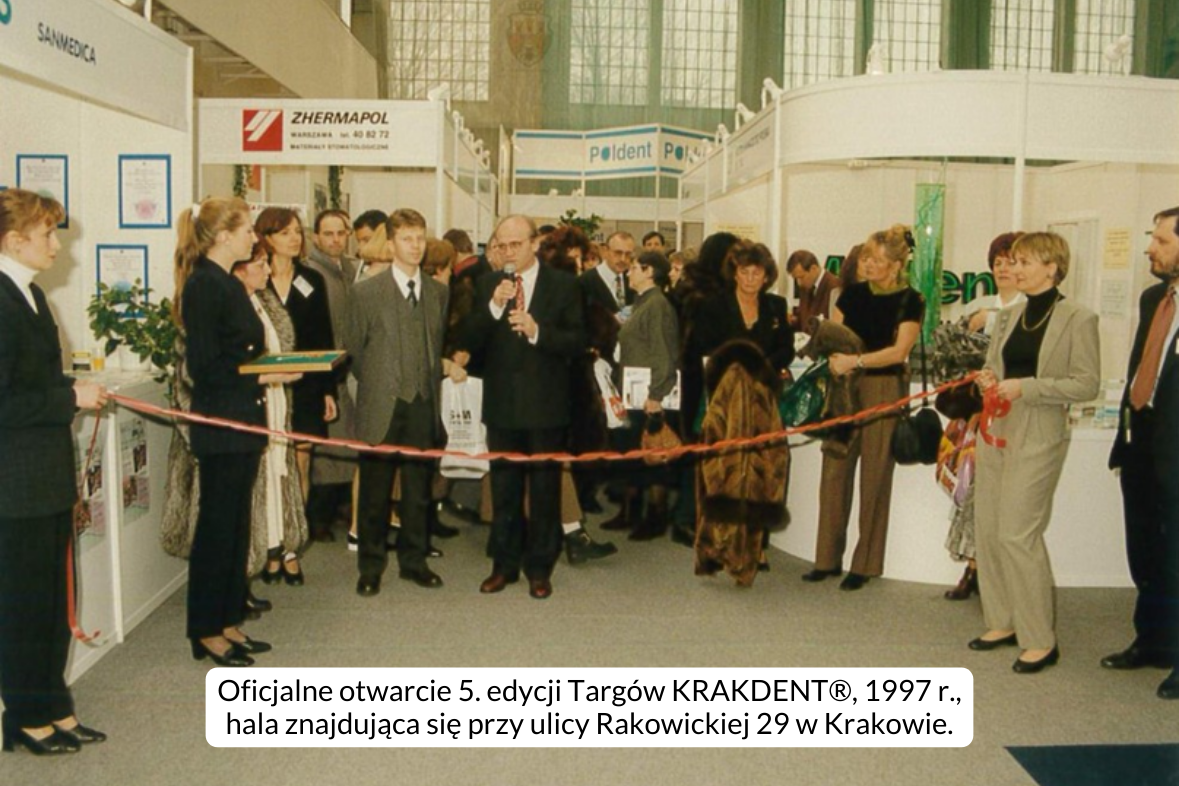 SANMEDICA
ZHERMAPOL
WARSZAWA tel. 40 82 72
MATERIAŁY STOMATOLOGICZNE
Poldent
Pol
S+M
Oficjalne otwarcie 5. edycji Targów KRAKDENT®, 1997 r.,
hala znajdująca się przy ulicy Rakowickiej 29 w Krakowie.